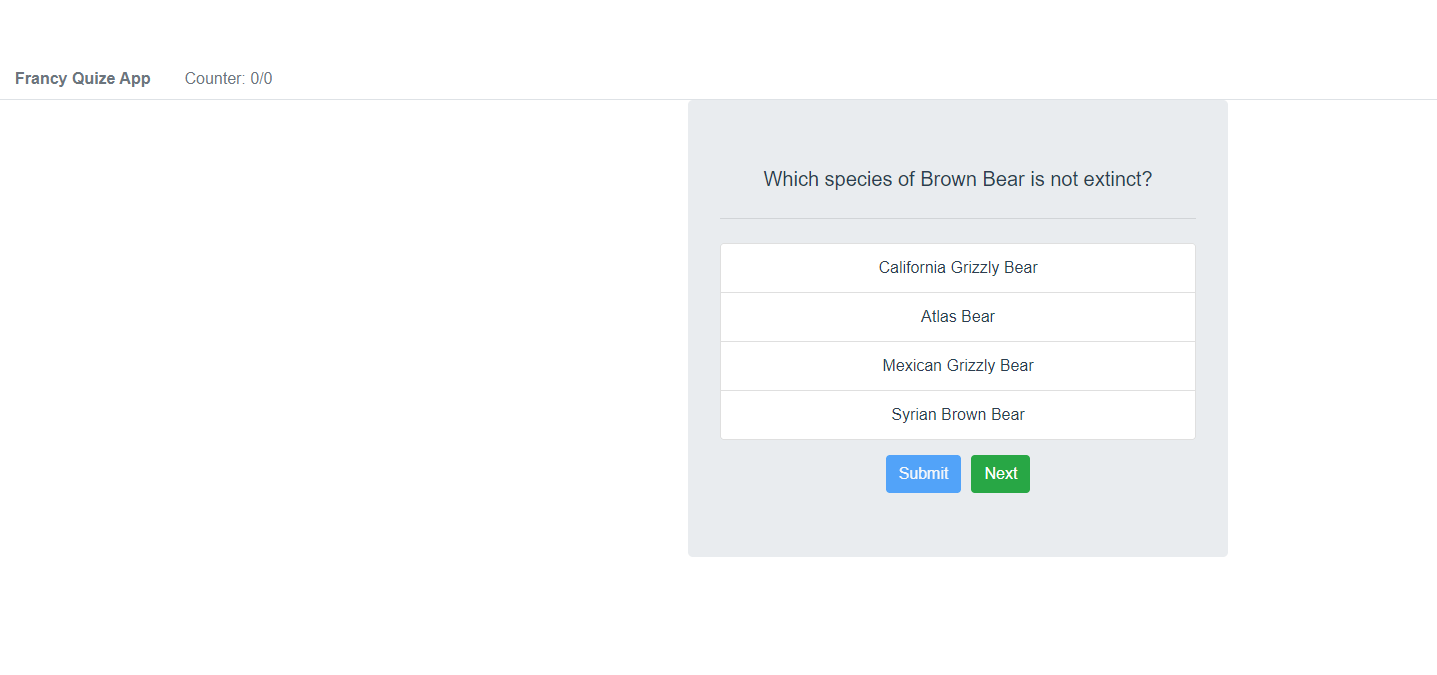 Francy Quize App Counter: 0/0
Which species of Brown Bear is not extinct?
California Grizzly Bear
Atlas Bear
Mexican Grizzly Bear
Syrian Brown Bear
Submit Next